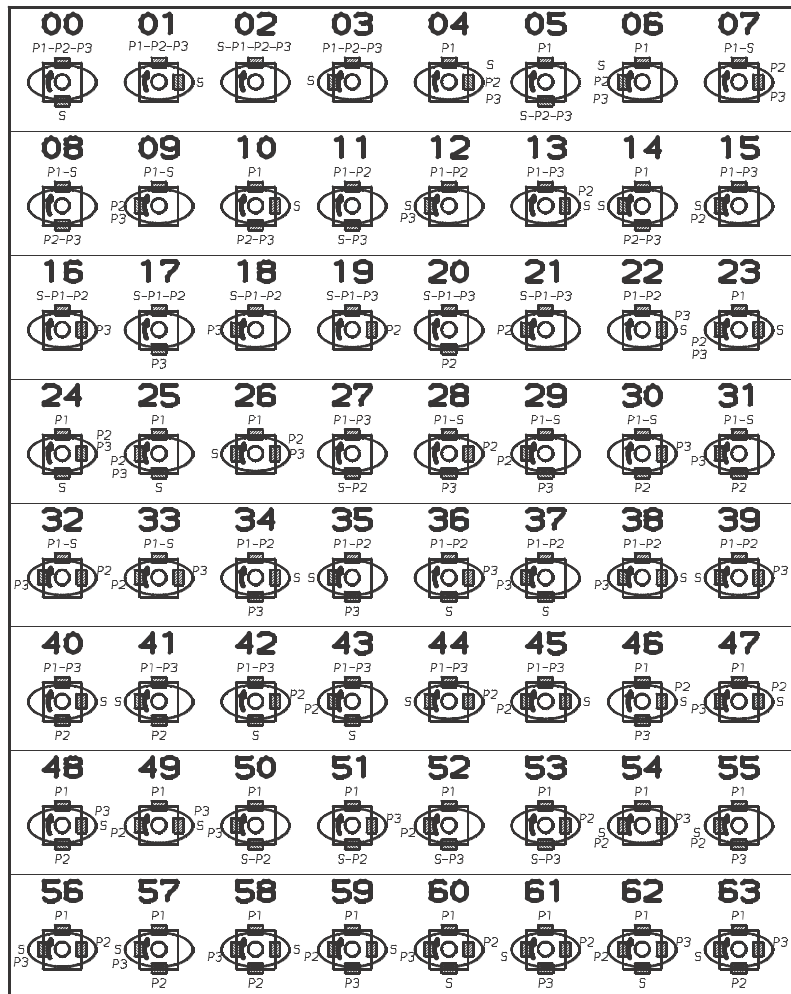 00
P1-P2-P3
S
01
P1-P2-P3
S
02
S-P1-P2-P3
03
P1-P2-P3
S
04
P1
S
P2
P3
05
P1
S-P2-P3
06
P1
S
P2
P3
07
P1-S
P2
P3
08
P1-S
P2-P3
09
P1-S
P2
P3
10
P1
S
P2-P3
11
P1-P2
S-P3
12
P1-P2
S
P3
13
P1-P3
P2
S
14
P1
S
P2-P3
15
P1-P3
S
P2
16
S-P1-P2
P3
17
S-P1-P2
P3
18
S-P1-P2
P3
19
S-P1-P3
P2
20
S-P1-P3
P2
21
S-P1-P3
P2
22
P1-P2
P3
S
23
P1
S
P2
P3
24
P1
P2
P3
S
25
P1
P2
P3
S
26
P1
S
P2
P3
27
P1-P3
S-P2
28
P1-S
P2
P3
29
P1-S
P2
P3
30
P1-S
P3
P2
31
P1-S
P3
P2
32
P1-S
P3 P2
33
P1-S
P2 P3
34
P1-P2
S
P3
35
P1-P2
S
P3
36
P1-P2
P3
S
37
P1-P2
P3
S
38
P1-P2
P3 S
39
P1-P2
S P3
40
P1-P3
S
P2
41
P1-P3
S
P2
42
P1-P3
P2
S
43
P1-P3
P2
S
44
P1-P3
S P2
45
P1-P3
P2 S
46
P1
P2
S
P3
47
P1
P2
P3 S
48
P1
P3
S
P2
49
P1
P3
P2 S
50
P1
P3
S-P2
51
P1
P3
S-P2
52
P1
P2
S-P3
53
P1
P2
S-P3
54
P1
P3
S
P2
55
P1
S
P2
P3
56
P1
S P2
P3
57
P1
S
P3
P2
58
P1
P3 S
P2
59
P1
P2 S
P3
60
P1
P3 P2
S
61
P1
S P2
P3
62
P1
P2 P3
S
63
P1
S P3
P2